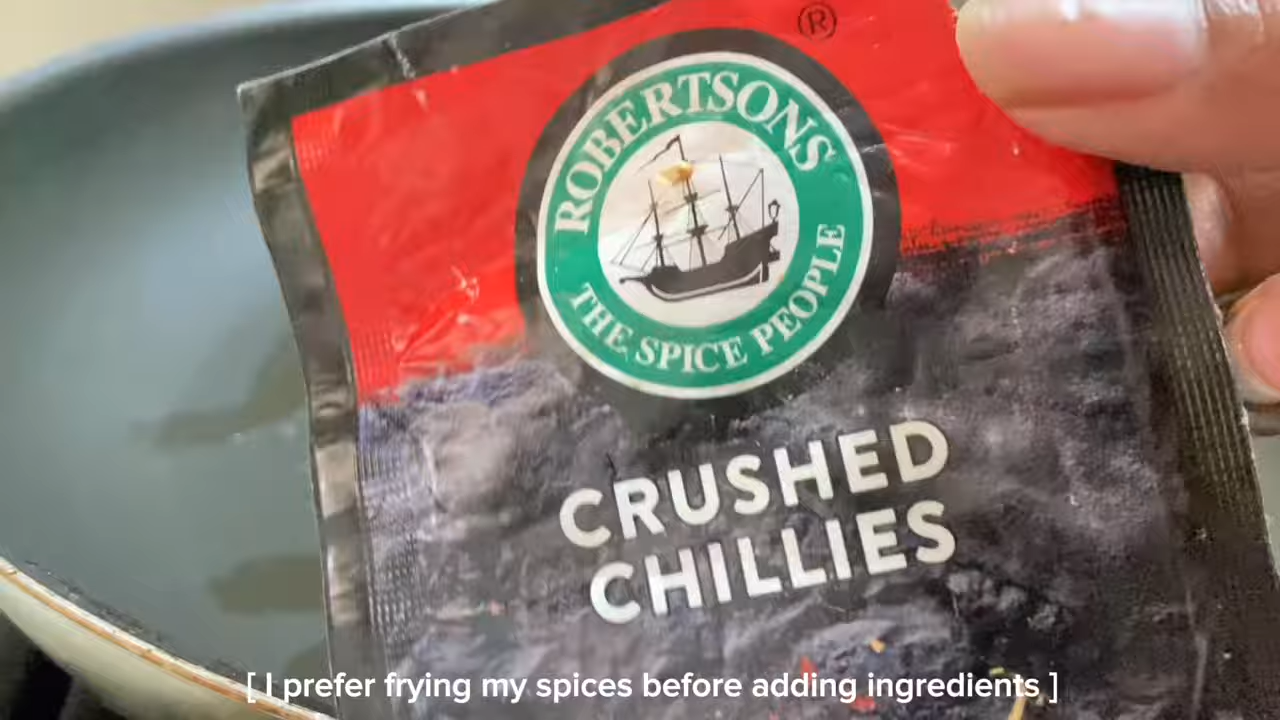 ®
ROBERTSONS
THE SPICE PEOPLE
CRUSHED
CHILLIES
[ I prefer frying my spices before adding ingredients ]